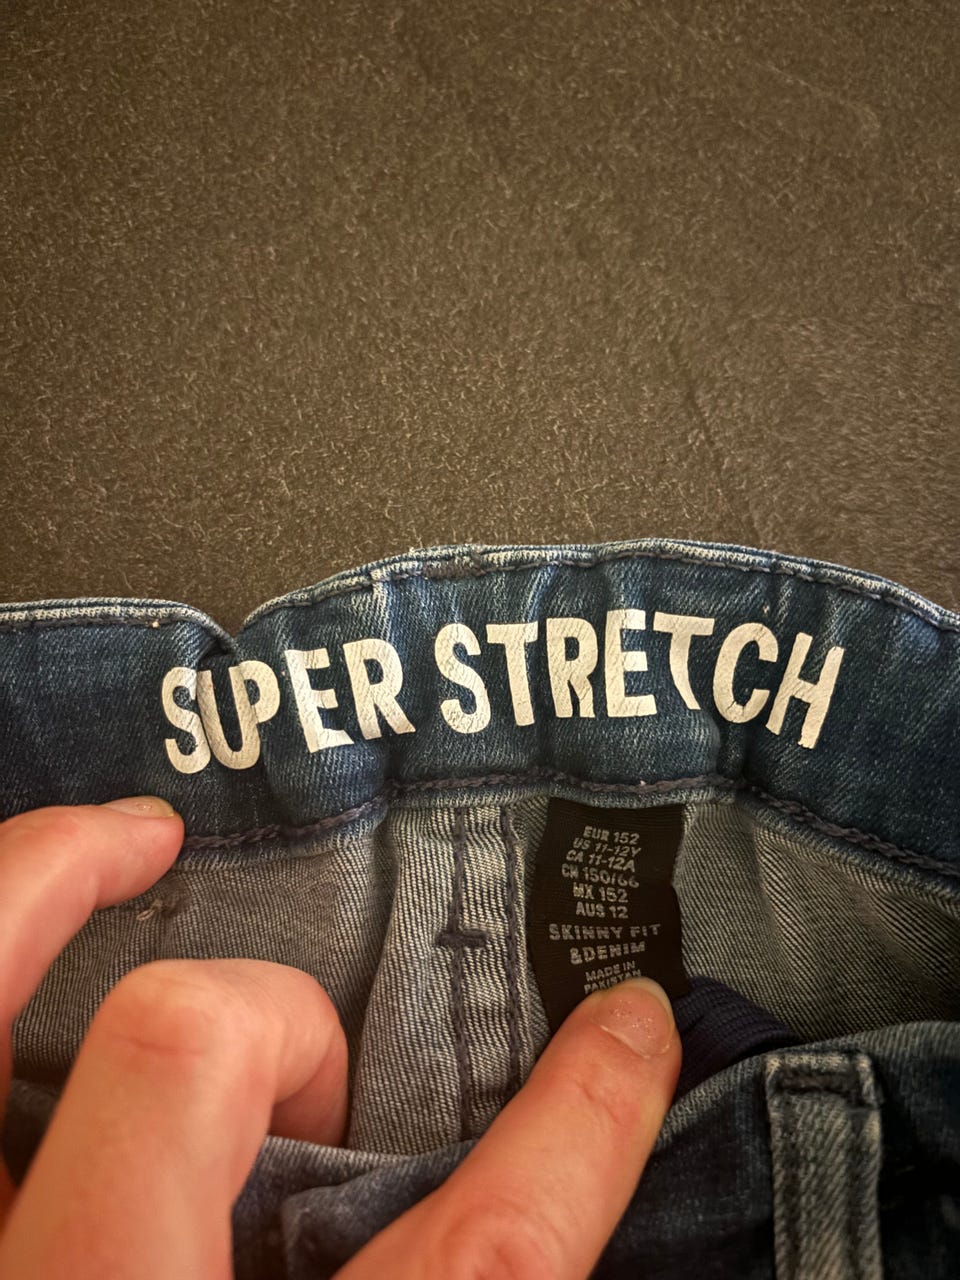 SUPER STRETCH
EUR 152
US 11-12Y
CA 11-12A
CN 150/66
MX 152
AUS 12
SKINNY FIT
&DENIM
MADE IN
PAKISTAN